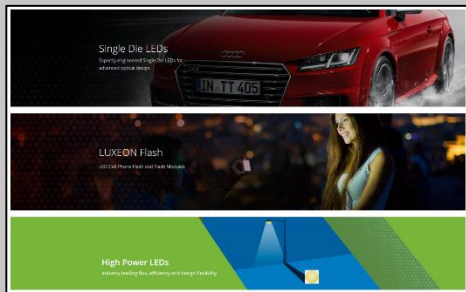 Single Die LEDs
Expertly engineered Single Die LEDs for
advanced optical design
IN TT 405
LUXEON Flash
LED Cell Phone Flash and Flash Modules
High Power LEDs
Industry leading flux, efficiency and design flexibility